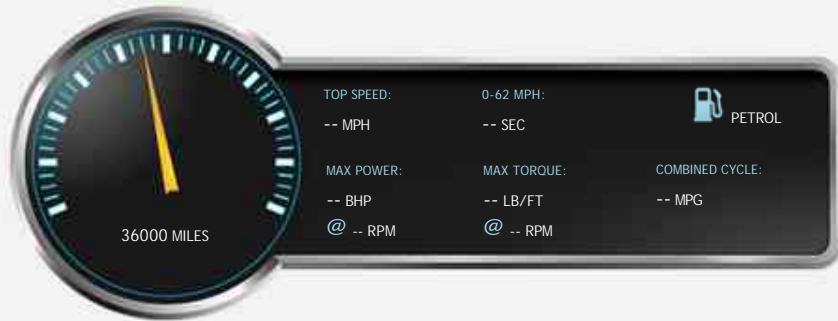 TOP SPEED:
-- MPH
0-62 MPH:
-- SEC
PETROL
MAX POWER:
-- BHP
@ -- RPM
MAX TORQUE:
-- LB/FT
@ -- RPM
COMBINED CYCLE:
-- MPG
36000 MILES